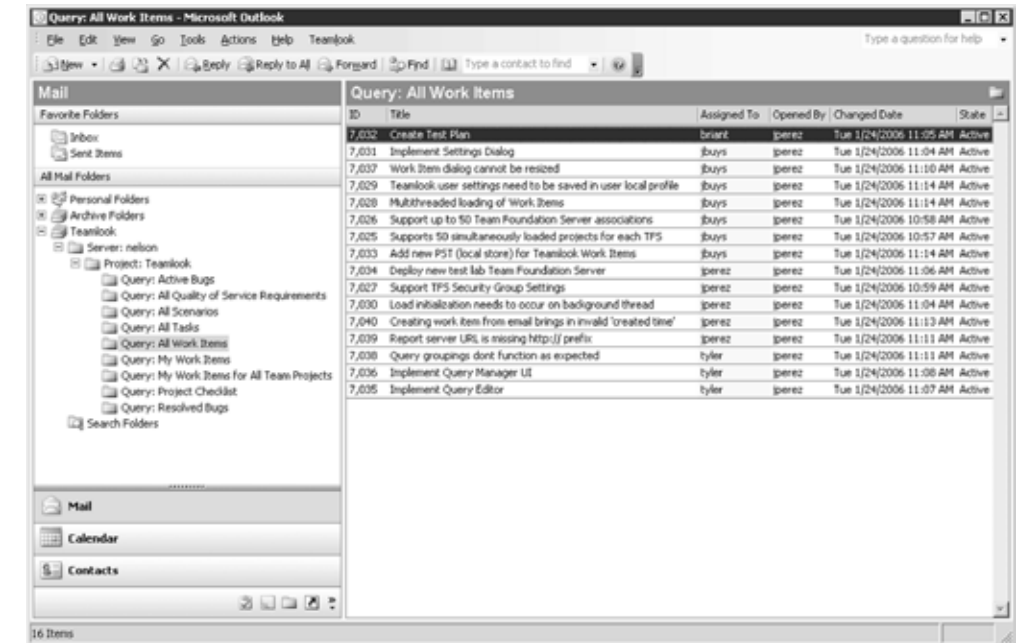 Query: All Work Items - Microsoft Outlook
File Edit View Go Tools Actions Help Teamlook Type a question for help
New Reply Reply to All Forward Find Type a contact to find
Mail
Favorite Folders
Inbox
Sent Items
All Mail Folders
Personal Folders
Archive Folders
Teamlook
Server: nelson
Project: Teamlook
Query: Active Bugs
Query: All Quality of Service Requirements
Query: All Scenarios
Query: All Tasks
Query: All Work Items
Query: My Work Items
Query: My Work Items for All Team Projects
Query: Project Checklist
Query: Resolved Bugs
Search Folders
Mail
Calendar
Contacts
Query: All Work Items
ID Title Assigned To Opened By Changed Date State
7,032 Create Test Plan briant jperez Tue 1/24/2006 11:05 AM Active
7,031 Implement Settings Dialog jbuys jperez Tue 1/24/2006 11:04 AM Active
7,037 Work Item dialog cannot be resized jbuys jperez Tue 1/24/2006 11:10 AM Active
7,029 Teamlook user settings need to be saved in user local profile jbuys jperez Tue 1/24/2006 11:14 AM Active
7,028 Multithreaded loading of Work Items jbuys jperez Tue 1/24/2006 11:14 AM Active
7,026 Support up to 50 Team Foundation Server associations jbuys jperez Tue 1/24/2006 10:58 AM Active
7,025 Supports 50 simultaneously loaded projects for each TFS jbuys jperez Tue 1/24/2006 10:57 AM Active
7,033 Add new PST (local store) for Teamlook Work Items jbuys jperez Tue 1/24/2006 11:14 AM Active
7,034 Deploy new test lab Team Foundation Server jperez jperez Tue 1/24/2006 11:06 AM Active
7,027 Support TFS Security Group Settings jperez jperez Tue 1/24/2006 10:59 AM Active
7,030 Load initialization needs to occur on background thread jperez jperez Tue 1/24/2006 11:04 AM Active
7,040 Creating work item from email brings in invalid 'created time' jperez jperez Tue 1/24/2006 11:13 AM Active
7,039 Report server URL is missing http:// prefix jperez jperez Tue 1/24/2006 11:11 AM Active
7,038 Query groupings dont function as expected tyler jperez Tue 1/24/2006 11:11 AM Active
7,036 Implement Query Manager UI tyler jperez Tue 1/24/2006 11:08 AM Active
7,035 Implement Query Editor tyler jperez Tue 1/24/2006 11:07 AM Active
16 Items